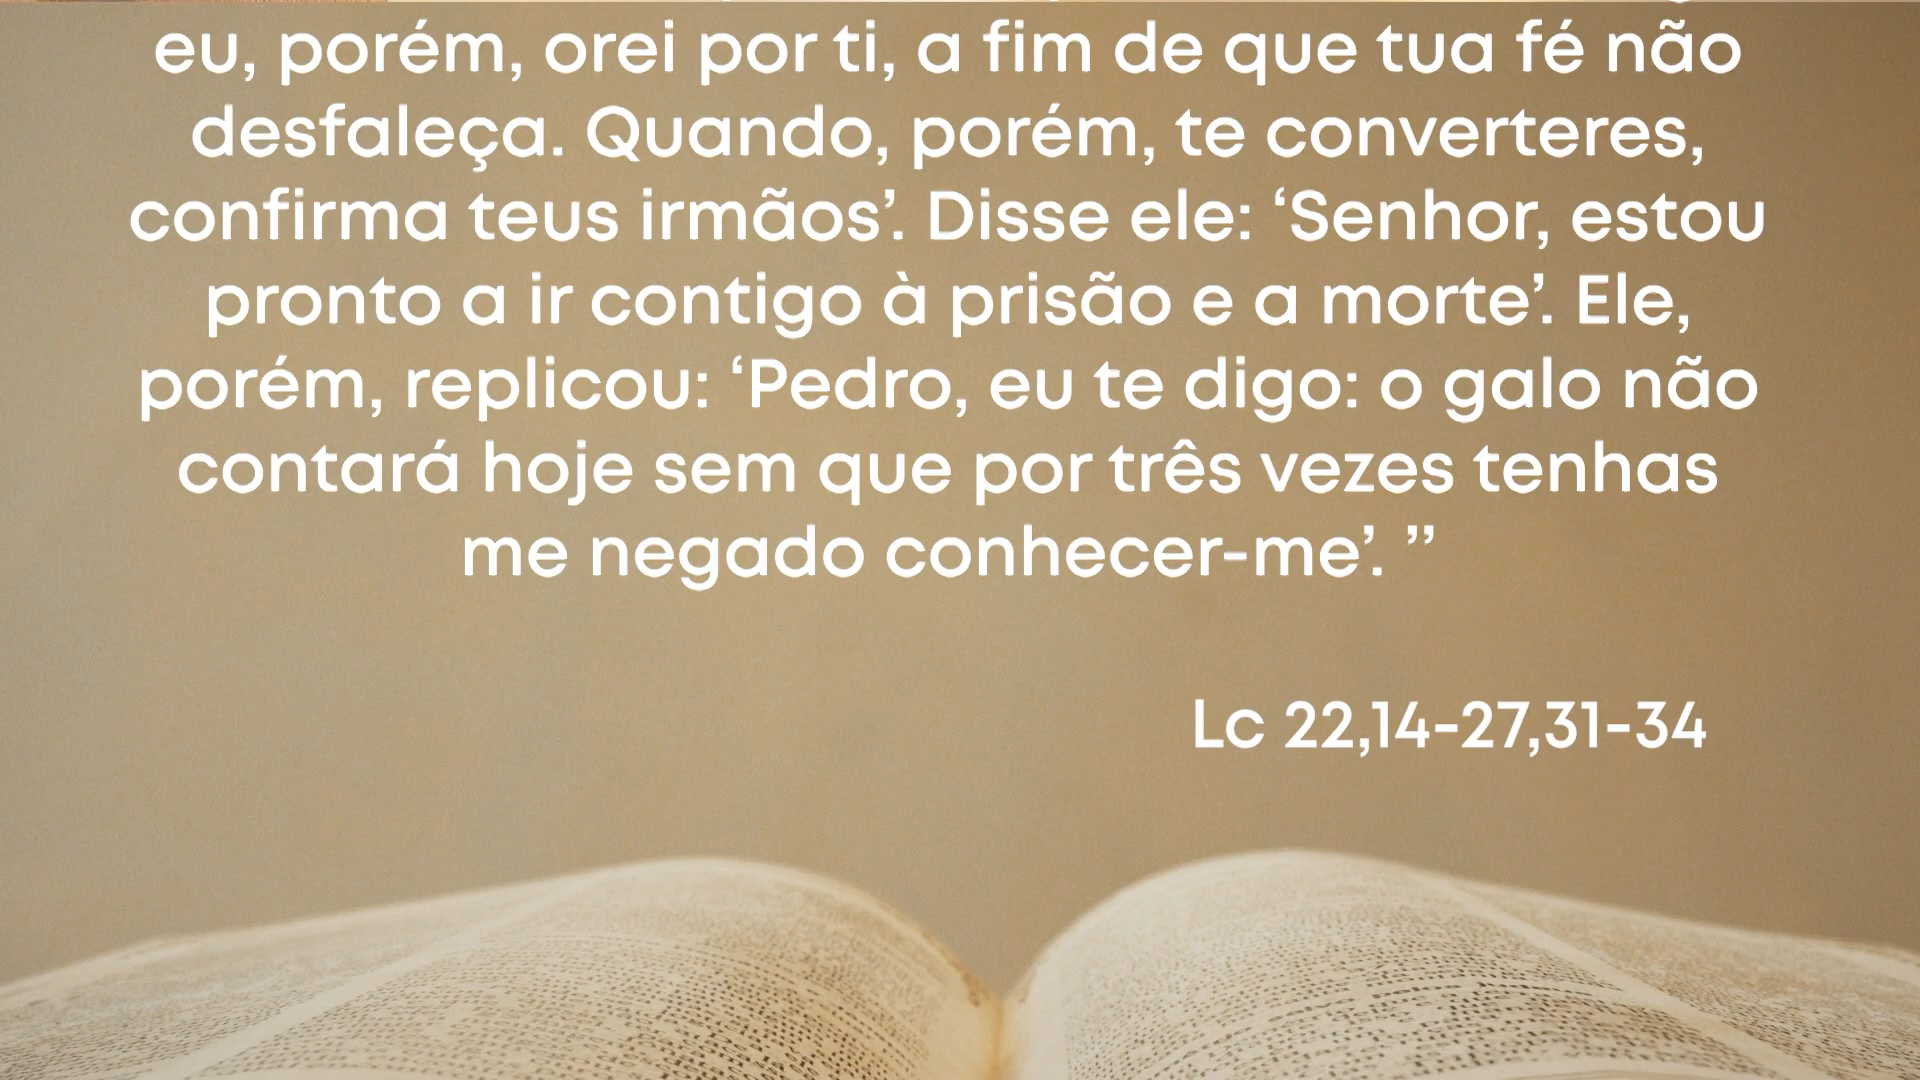 eu, porém, orei por ti, a fim de que tua fé não
desfaleça. Quando, porém, te converteres,
confirma teus irmãos’. Disse ele: ‘Senhor, estou
pronto a ir contigo à prisão e a morte’. Ele,
porém, replicou: ‘Pedro, eu te digo: o galo não
contará hoje sem que por três vezes tenhas
me negado conhecer-me’. ”
Lc 22,14-27,31-34